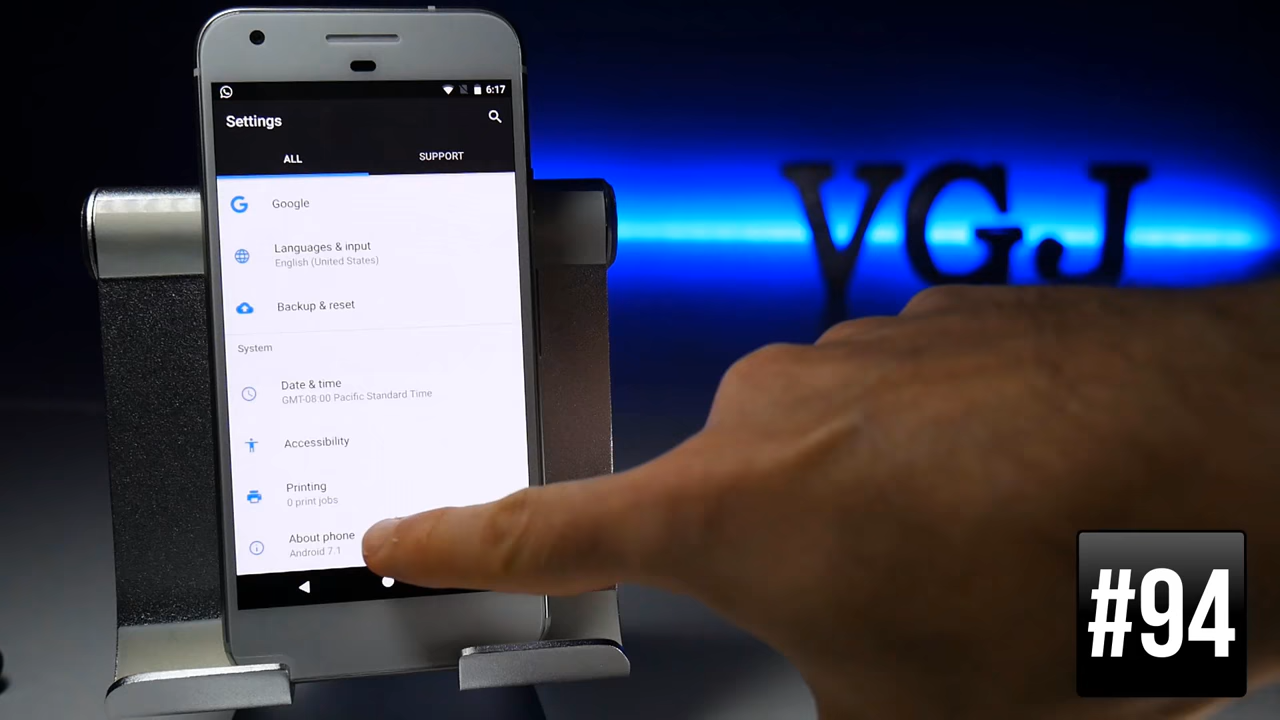 6:17
Settings
ALL
SUPPORT
Google
Languages & input
English (United States)
Backup & reset
System
Date & time
GMT-08:00 Pacific Standard Time
Accessibility
Printing
0 print jobs
About phone
Android 7.1
VGJ
#94